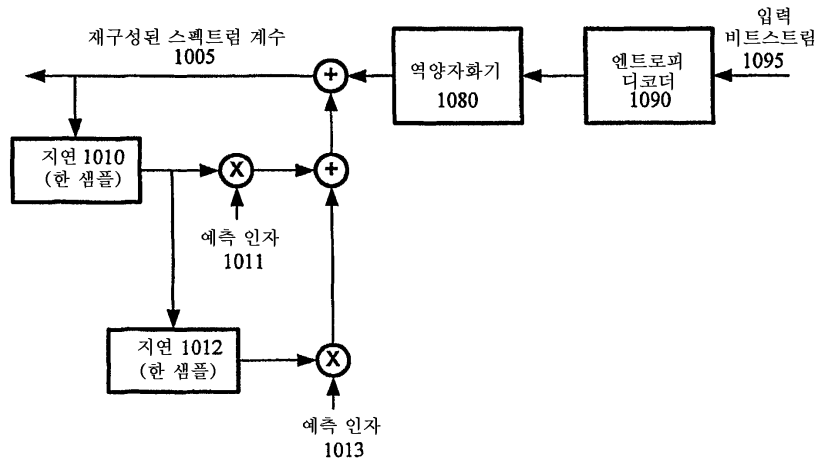 재구성된 스펙트럼 계수
1005
입력
비트스트림
1095
역양자화기
1080
엔트로피
디코더
1090
+
지연 1010
(한 샘플)
X
+
예측 인자
1011
지연 1012
(한 샘플)
X
예측 인자
1013